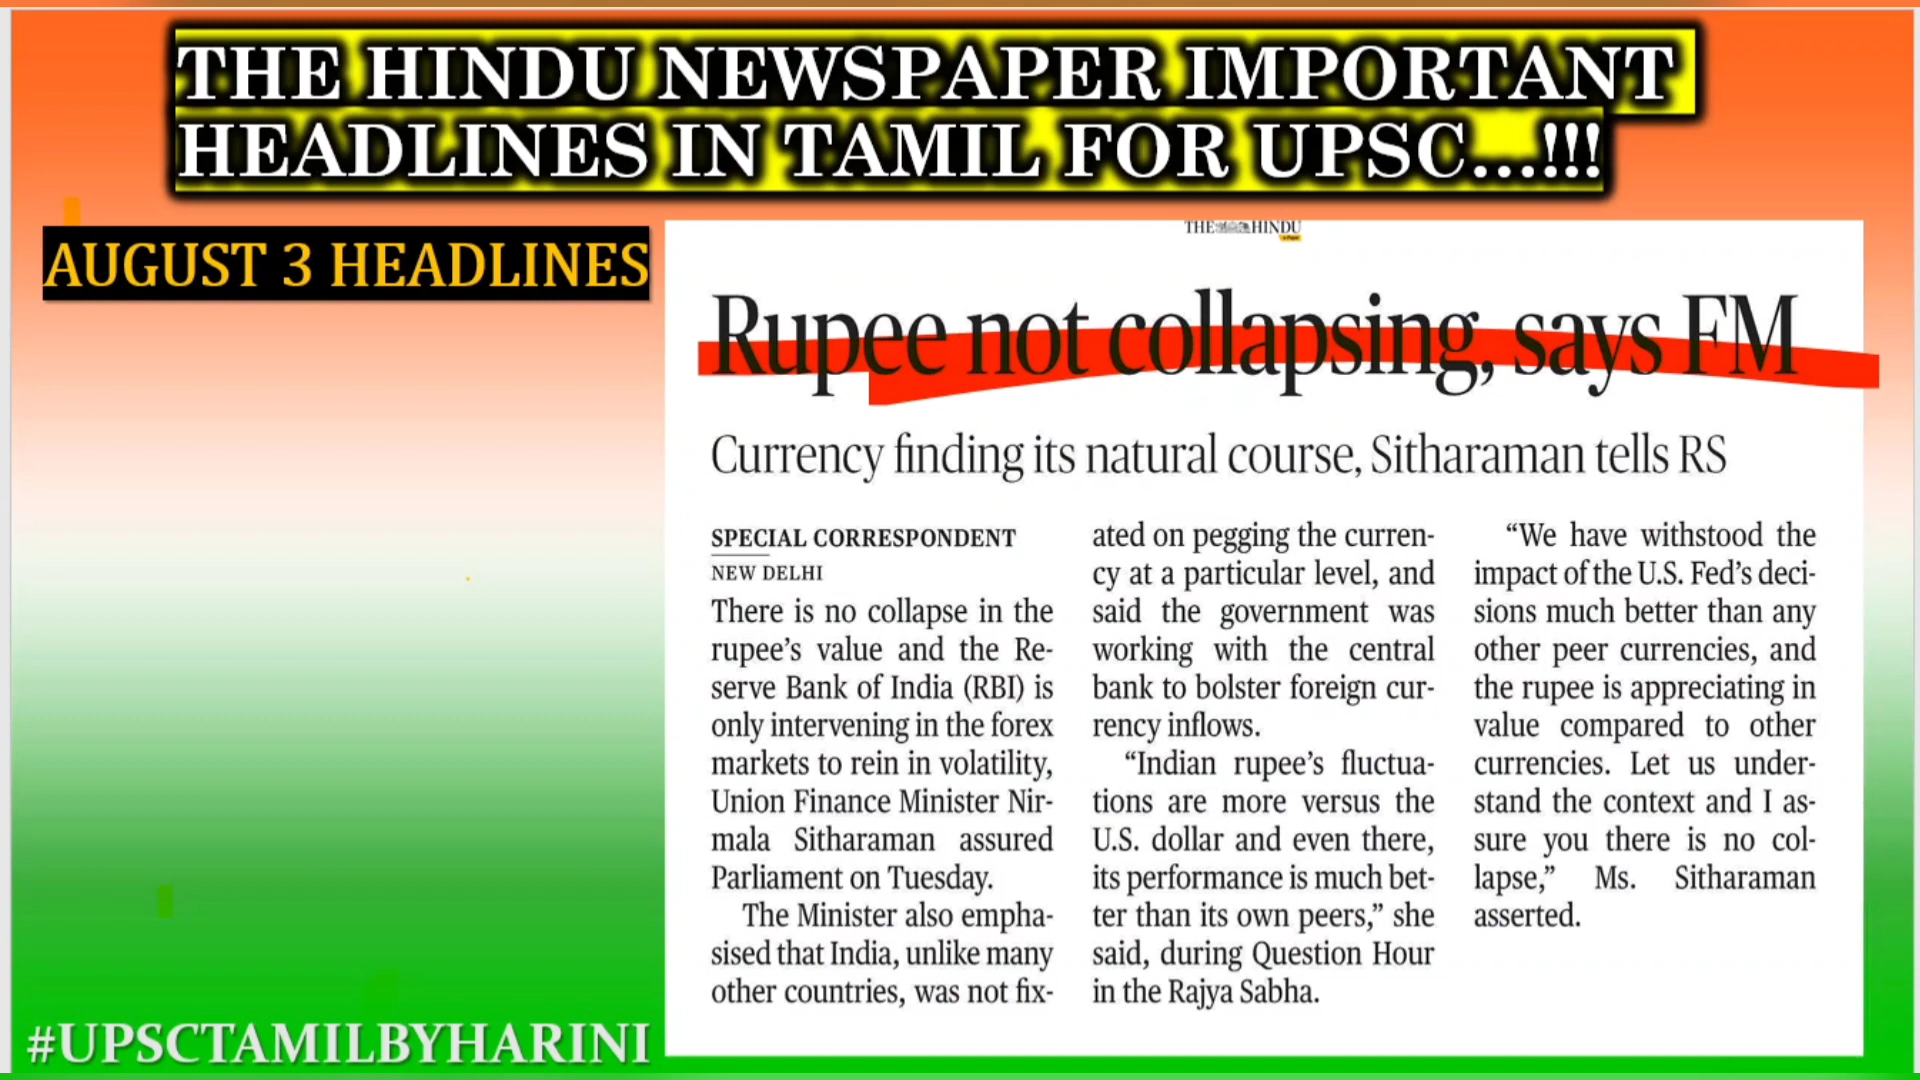 THE HINDU NEWSPAPER IMPORTANT
HEADLINES IN TAMIL FOR UPSC...!!!
AUGUST 3 HEADLINES
THE HINDU
Rupee not collapsing, says FM
Currency finding its natural course, Sitharaman tells RS
SPECIAL CORRESPONDENT
NEW DELHI
There is no collapse in the
rupee’s value and the Re-
serve Bank of India (RBI) is
only intervening in the forex
markets to rein in volatility,
Union Finance Minister Nir-
mala Sitharaman assured
Parliament on Tuesday.
The Minister also empha-
sised that India, unlike many
other countries, was not fix-
ated on pegging the curren-
cy at a particular level, and
said the government was
working with the central
bank to bolster foreign cur-
rency inflows.
“Indian rupee’s fluctua-
tions are more versus the
U.S. dollar and even there,
its performance is much bet-
ter than its own peers,” she
said, during Question Hour
in the Rajya Sabha.
“We have withstood the
impact of the U.S. Fed’s deci-
sions much better than any
other peer currencies, and
the rupee is appreciating in
value compared to other
currencies. Let us under-
stand the context and I as-
sure you there is no col-
lapse,” Ms. Sitharaman
asserted.
#UPSCTAMILBYHARINI